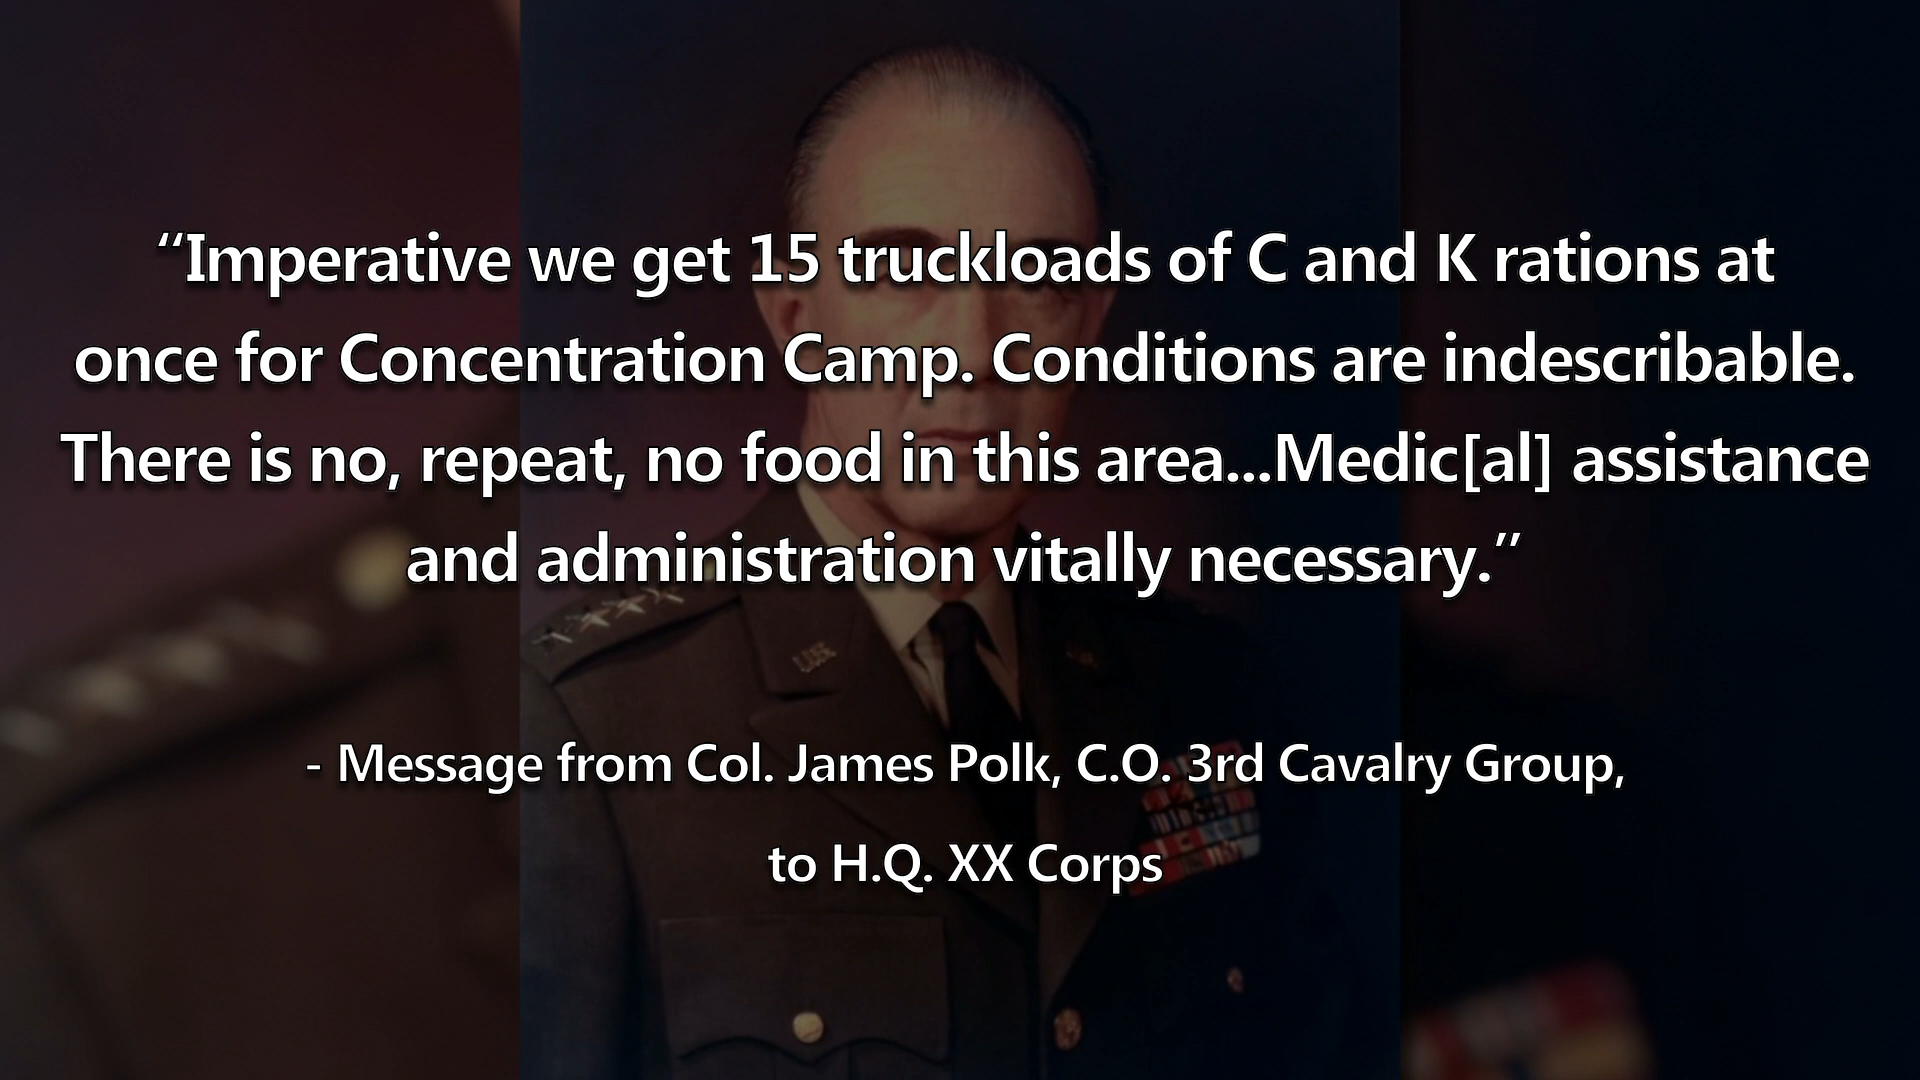 “Imperative we get 15 truckloads of C and K rations at
once for Concentration Camp. Conditions are indescribable.
There is no, repeat, no food in this area...Medic[al] assistance
and administration vitally necessary.”
- Message from Col. James Polk, C.O. 3rd Cavalry Group,
to H.Q. XX Corps